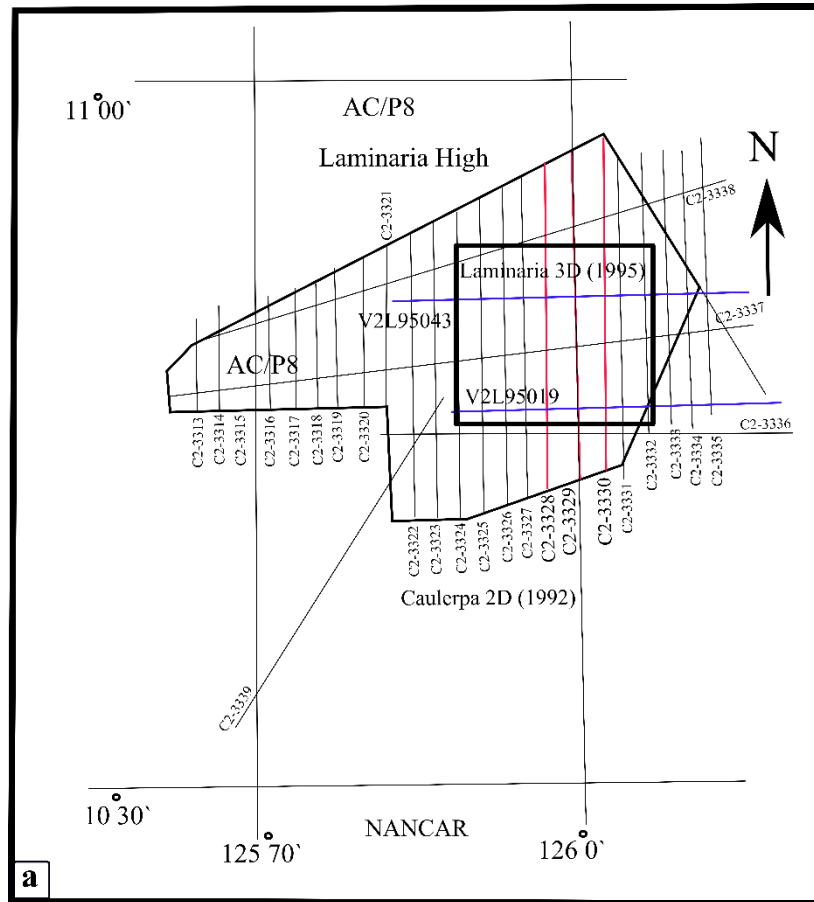 AC/P8
11°00`
Laminaria High
N
C2-3321
C2-3338
Laminaria 3D (1995)
V2L95043
C2-3337
AC/P8
V2L95019
C2-3336
C2-3313
C2-3314
C2-3315
C2-3316
C2-3317
C2-3318
C2-3319
C2-3320
C2-3332
C2-3333
C2-3334
C2-3335
C2-3322
C2-3323
C2-3324
C2-3325
C2-3326
C2-3327
C2-3328
C2-3329
C2-3330
C2-3331
Caulerpa 2D (1992)
C2-3339
10°30`
NANCAR
125°70`
126°0`
a